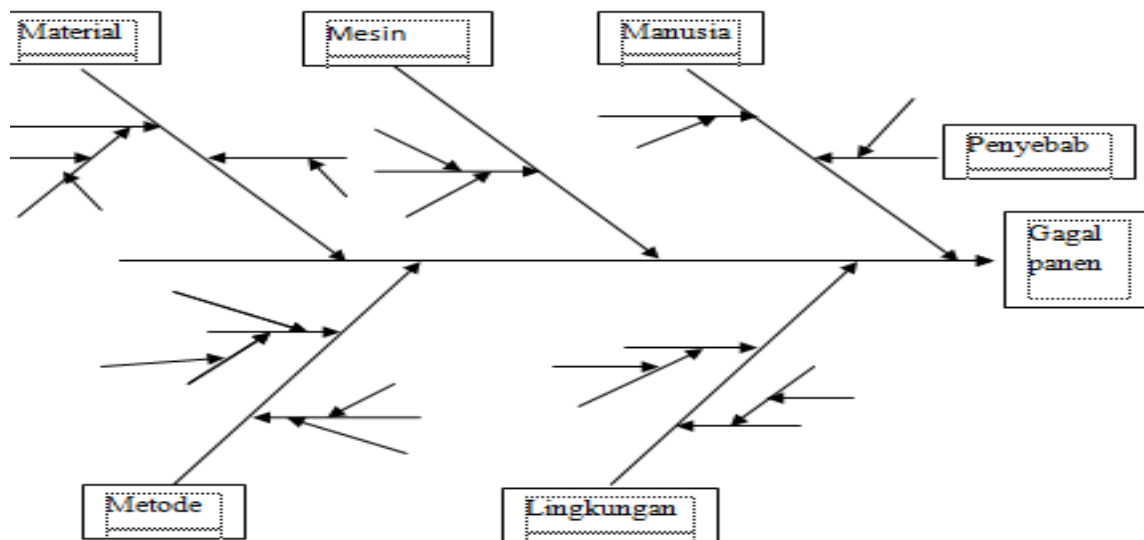 Material
Mesin
Manusia
Penyebab
Gagal
panen
Metode
Lingkungan